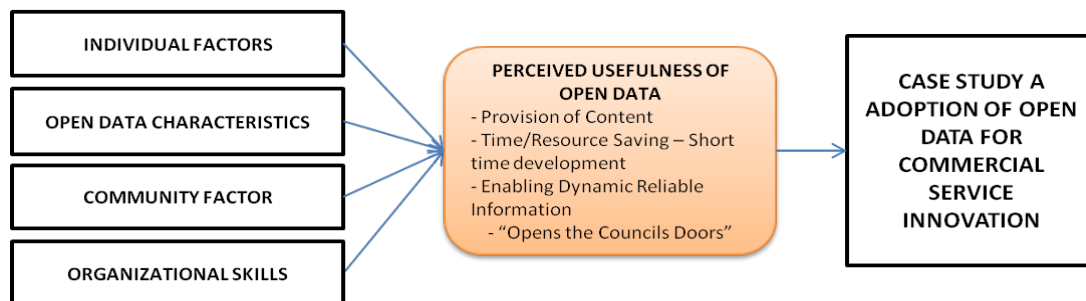 INDIVIDUAL FACTORS
OPEN DATA CHARACTERISTICS
COMMUNITY FACTOR
ORGANIZATIONAL SKILLS
PERCEIVED USEFULNESS OF
OPEN DATA
- Provision of Content
- Time/Resource Saving – Short
time development
- Enabling Dynamic Reliable
Information
- “Opens the Councils Doors”
CASE STUDY A
ADOPTION OF OPEN
DATA FOR
COMMERCIAL
SERVICE
INNOVATION